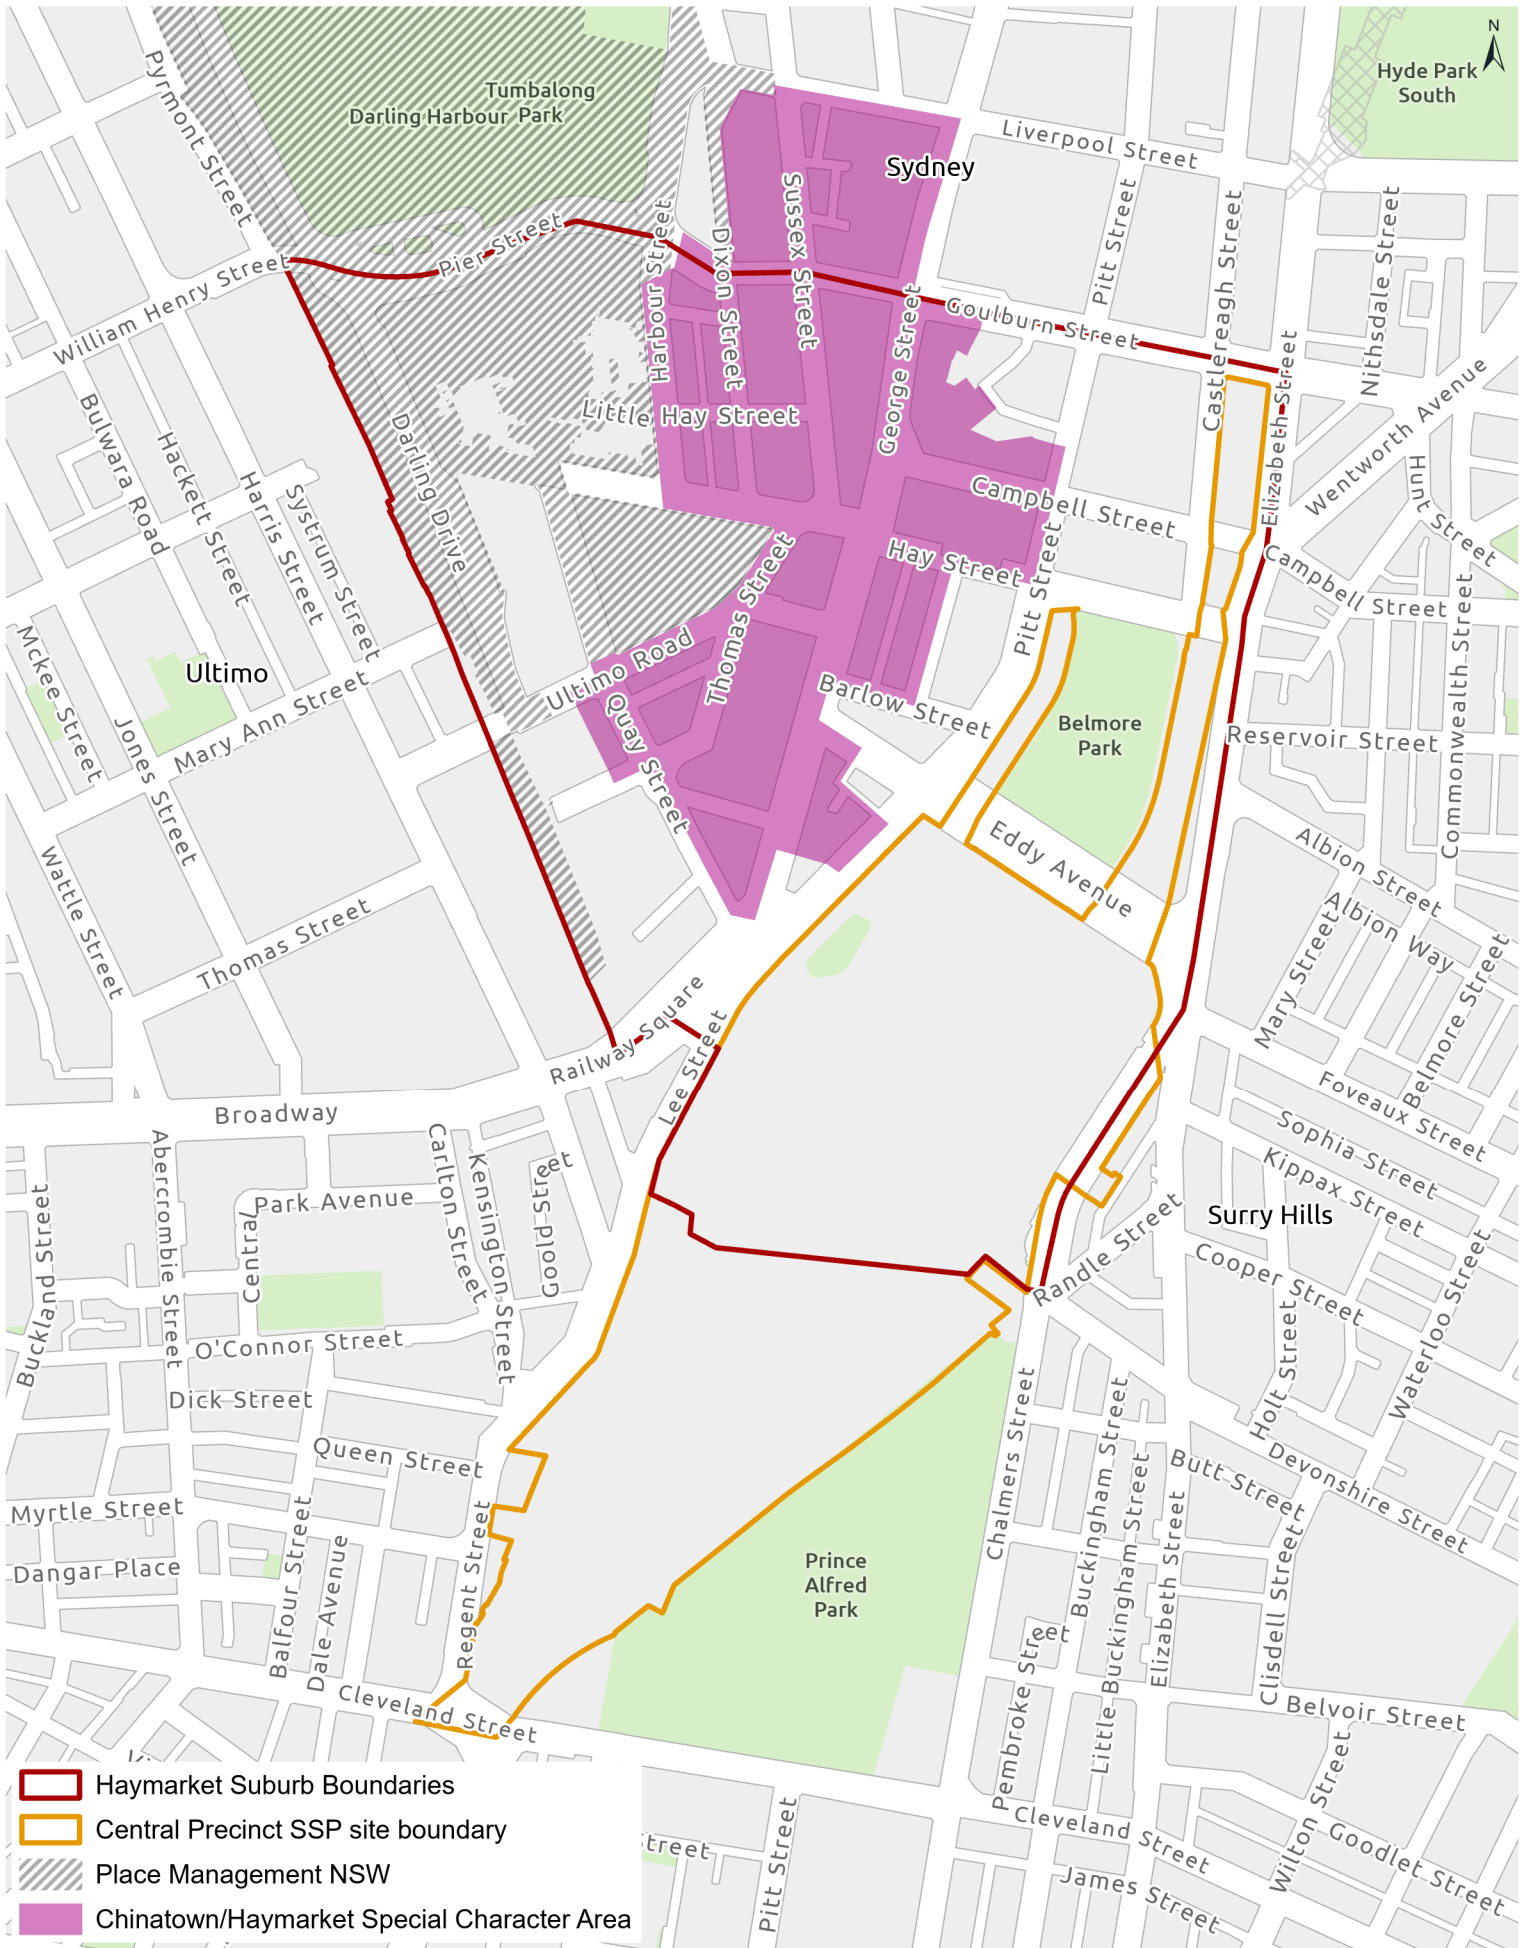 N
Hyde Park
South
Tumbalong
Park
Darling Harbour
Pyrmont Street
Liverpool Street
Sydney
Pitt Street
Castlereagh Street
Nithsdale Street
Sussex Street
Dixon Street
Harbour Street
Pier Street
William Henry Street
Goulburn Street
George Street
Elizabeth Street
Wentworth Avenue
Hunt Street
Little Hay Street
Bulwara Road
Hackett Street
Harris Street
Systrum Street
Darling Drive
Campbell Street
Hay Street
Pitt Street
Campbell Street
Commonwealth Street
Thomas Street
Ultimo Road
Quay Street
Barlow Street
Belmore
Park
Reservoir Street
Mckee Street
Ultimo
Mary Ann Street
Jones Street
Eddy Avenue
Albion Street
Albion Way
Mary Street
Belmore Street
Wattle Street
Thomas Street
Railway Square
Lee Street
Foveaux Street
Sophia Street
Kippax Street
Broadway
Abercrombie Street
Carlton Street
Kensington Street
Goold Street
Park Avenue
Central
Buckland Street
Surry Hills
Randle Street
Cooper Street
Waterloo Street
Holt Street
O'Connor Street
Dick Street
Queen Street
Chalmers Street
Buckingham Street
Butt Street
Devonshire Street
Myrtle Street
Dangar Place
Balfour Street
Dale Avenue
Regent Street
Prince
Alfred
Park
Little Buckingham Street
Elizabeth Street
Clisdell Street
Pembroke Street
Cleveland Street
Belvoir Street
Wilton Street
Goodlet Street
Cleveland Street
James Street
Pitt Street
Street
Haymarket Suburb Boundaries
Central Precinct SSP site boundary
Place Management NSW
Chinatown/Haymarket Special Character Area